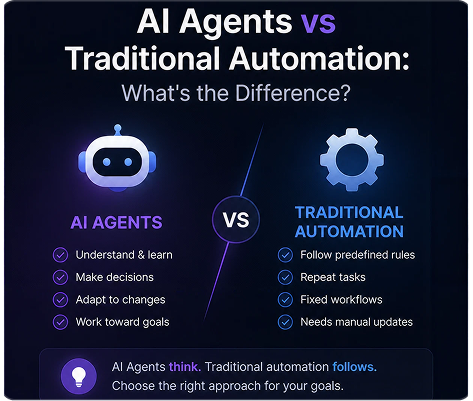 AI Agents vs
Traditional Automation:
What's the Difference?
VS
AI AGENTS
Understand & learn
Make decisions
Adapt to changes
Work toward goals
TRADITIONAL
AUTOMATION
Follow predefined rules
Repeat tasks
Fixed workflows
Needs manual updates
AI Agents think. Traditional automation follows.
Choose the right approach for your goals.